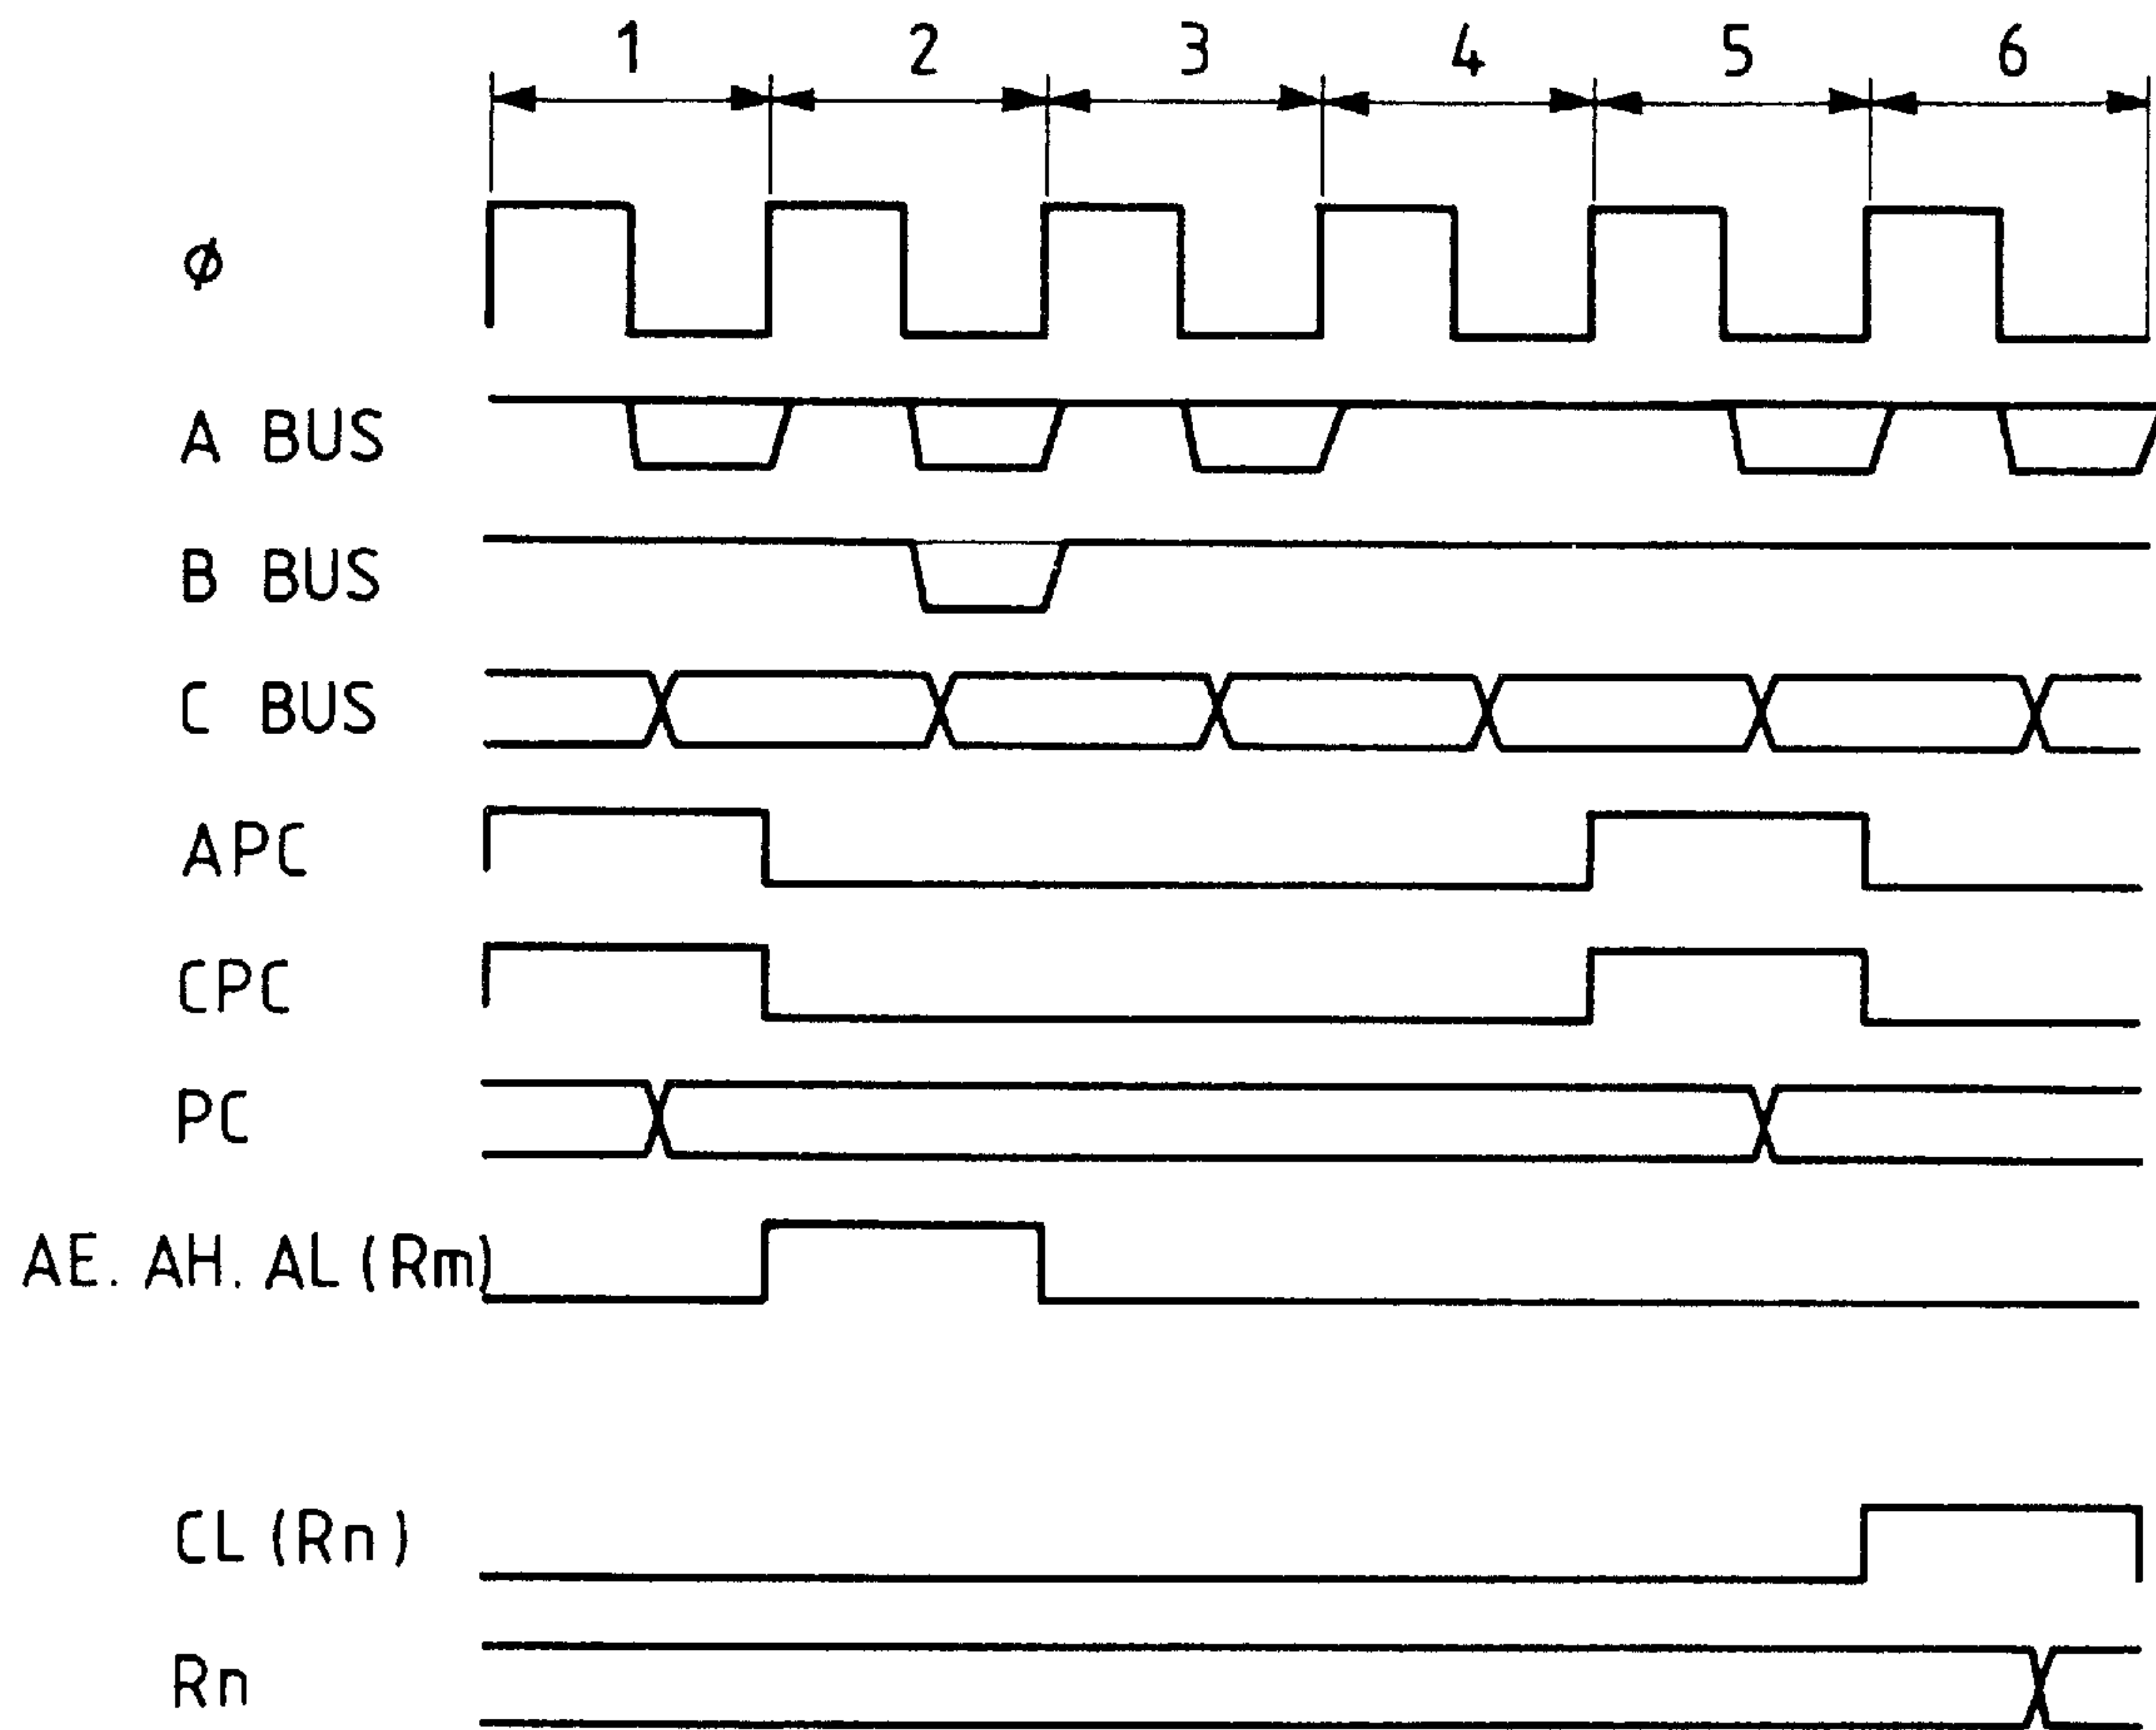 1 2 3 4 5 6
ϕ
A BUS
B BUS
C BUS
APC
CPC
PC
AE. AH. AL (Rm)
CL (Rn)
Rn